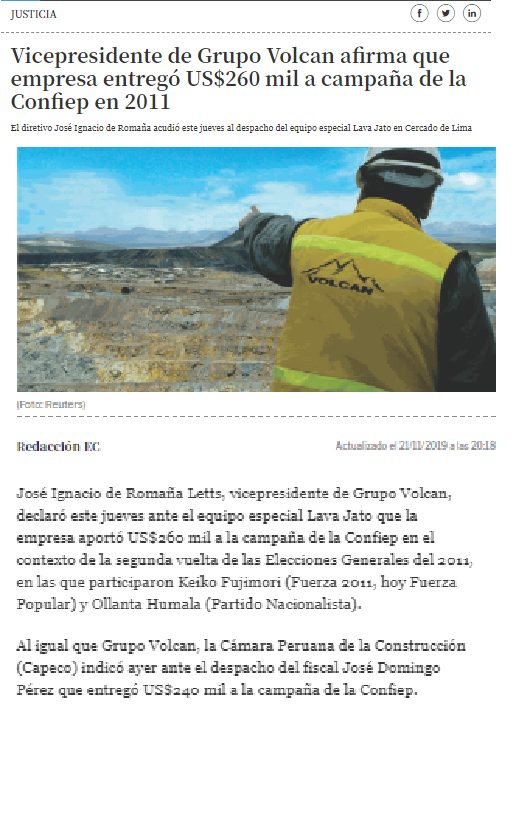 JUSTICIA
Vicepresidente de Grupo Volcan afirma que
empresa entregó US$260 mil a campaña de la
Confiep en 2011
El diretivo José Ignacio de Romaña acudió este jueves al despacho del equipo especial Lava Jato en Cercado de Lima
VOLCAN
(Foto: Reuters)
Redacción EC
Actualizado el 21/11/2019 a las 20:18
José Ignacio de Romaña Letts, vicepresidente de Grupo Volcan,
declaró este jueves ante el equipo especial Lava Jato que la
empresa aportó US$260 mil a la campaña de la Confiep en el
contexto de la segunda vuelta de las Elecciones Generales del 2011,
en las que participaron Keiko Fujimori (Fuerza 2011, hoy Fuerza
Popular) y Ollanta Humala (Partido Nacionalista).
Al igual que Grupo Volcan, la Cámara Peruana de la Construcción
(Capeco) indicó ayer ante el despacho del fiscal José Domingo
Pérez que entregó US$240 mil a la campaña de la Confiep.